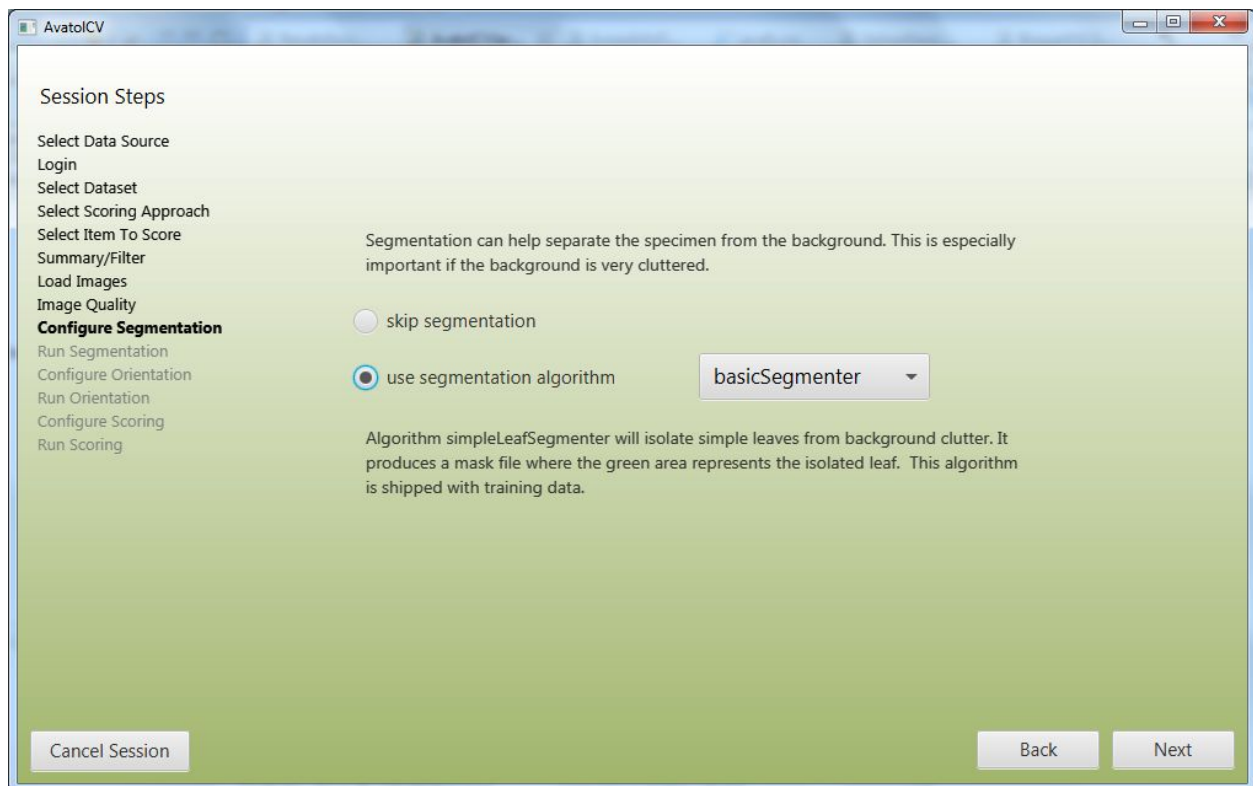 AvatolCV
Session Steps
Select Data Source
Login
Select Dataset
Select Scoring Approach
Select Item To Score
Summary/Filter
Load Images
Image Quality
Configure Segmentation
Run Segmentation
Configure Orientation
Run Orientation
Configure Scoring
Run Scoring
Segmentation can help separate the specimen from the background. This is especially
important if the background is very cluttered.
skip segmentation
use segmentation algorithm
basicSegmenter
Algorithm simpleLeafSegmenter will isolate simple leaves from background clutter. It
produces a mask file where the green area represents the isolated leaf. This algorithm
is shipped with training data.
Cancel Session
Back
Next